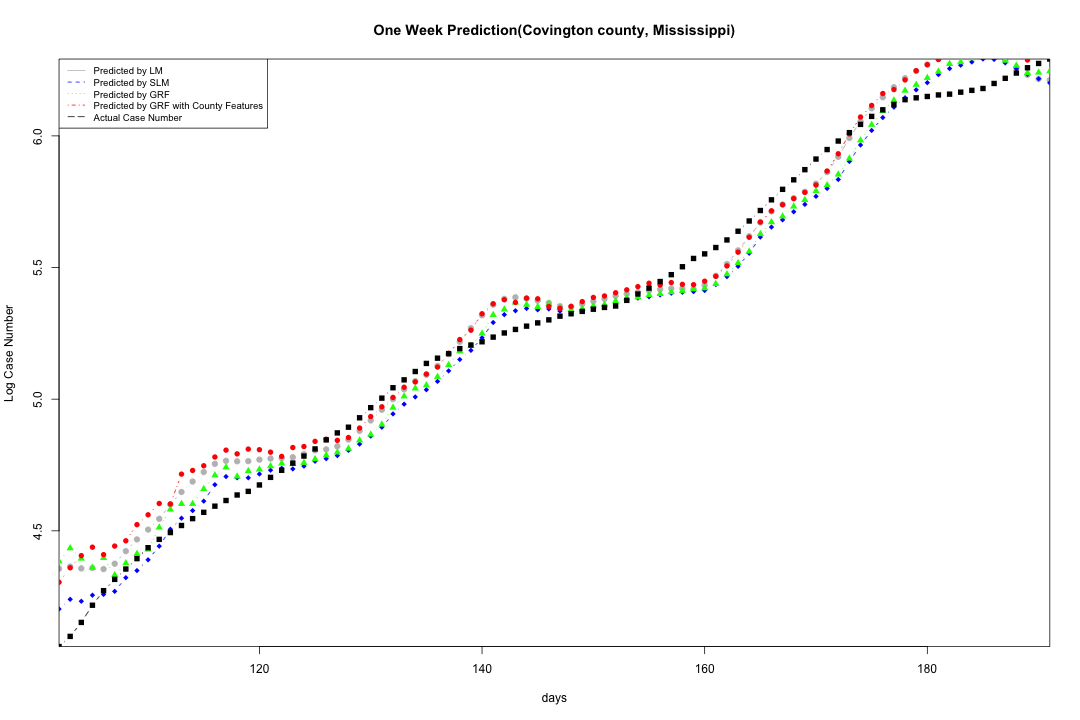 One Week Prediction(Covington county, Mississippi)
Predicted by LM
Predicted by SLM
Predicted by GRF
Predicted by GRF with County Features
Actual Case Number
6.0
5.5
5.0
4.5
Log Case Number
120 140 160 180
days